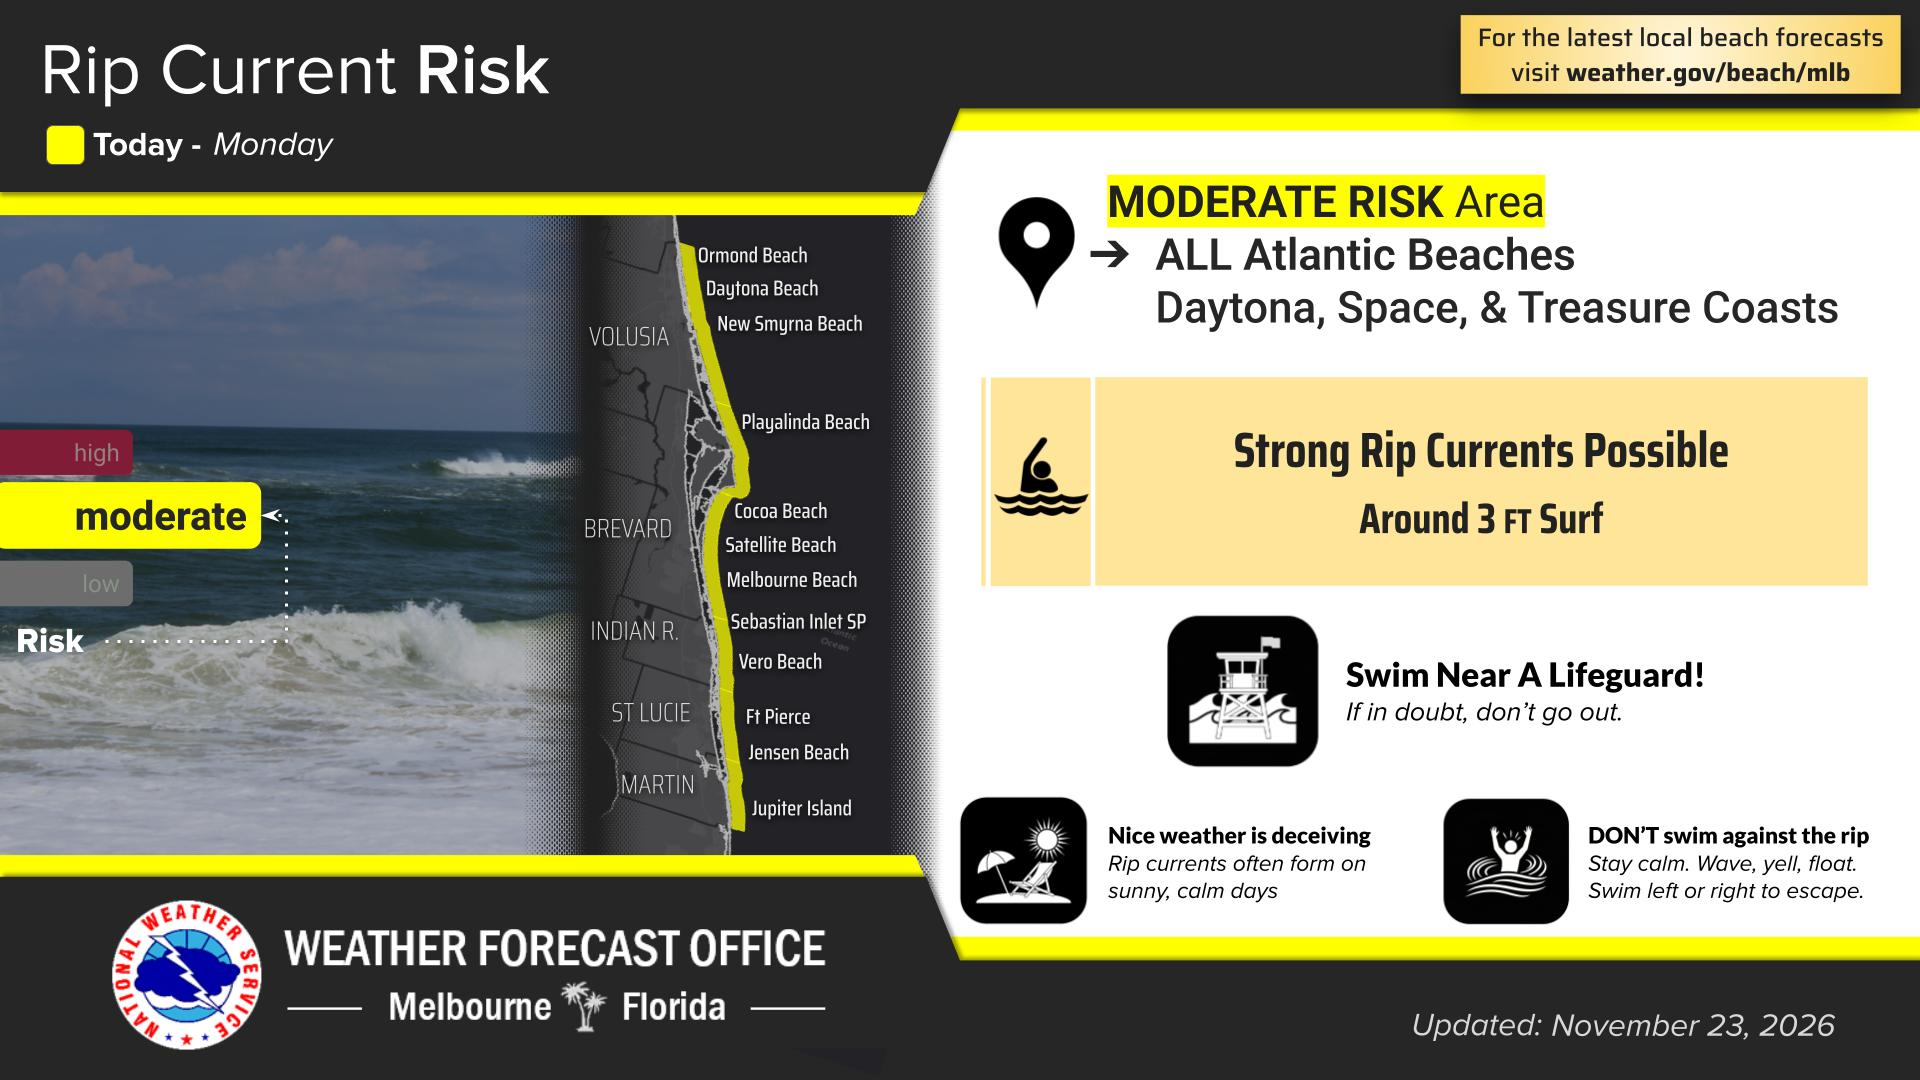 Rip Current Risk
Today - Monday
For the latest local beach forecasts
visit weather.gov/beach/mlb
high
moderate
low
Risk
VOLUSIA
BREVARD
INDIAN R.
ST LUCIE
MARTIN
Ormond Beach
Daytona Beach
New Smyrna Beach
Playalinda Beach
Cocoa Beach
Satellite Beach
Melbourne Beach
Sebastian Inlet SP
Atlantic
Ocean
Vero Beach
Ft Pierce
Jensen Beach
Jupiter Island
MODERATE RISK Area
➔ ALL Atlantic Beaches
Daytona, Space, & Treasure Coasts
Strong Rip Currents Possible
Around 3 FT Surf
Swim Near A Lifeguard!
If in doubt, don't go out.
Nice weather is deceiving
Rip currents often form on
sunny, calm days
DON'T swim against the rip
Stay calm. Wave, yell, float.
Swim left or right to escape.
NATIONAL WEATHER SERVICE
WEATHER FORECAST OFFICE
Melbourne Florida
Updated: November 23, 2026